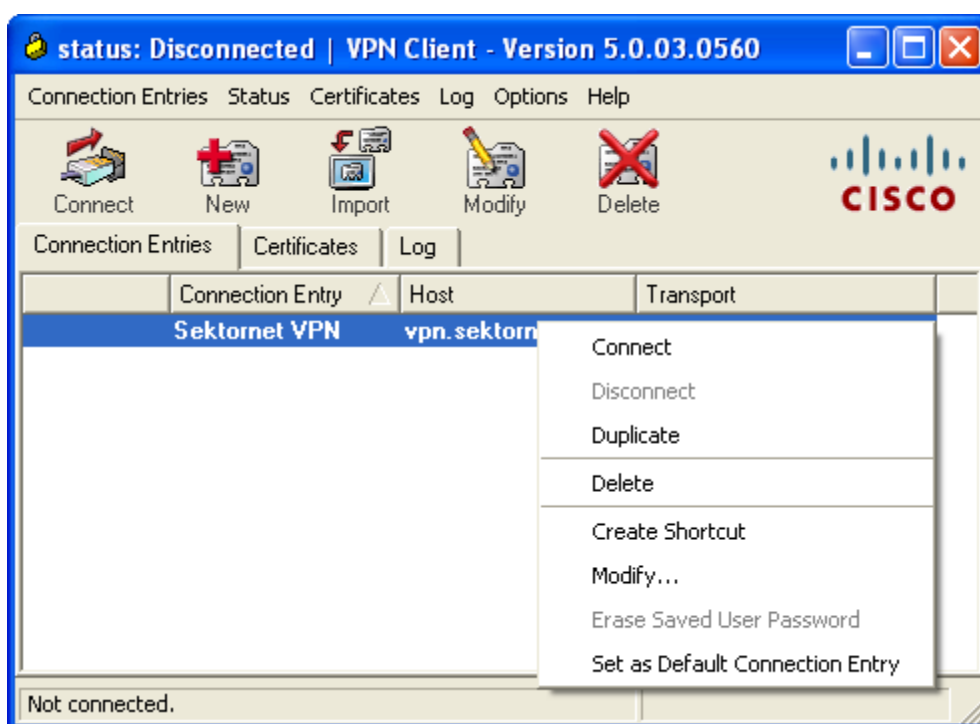 status: Disconnected | VPN Client - Version 5.0.03.0560
Connection Entries Status Certificates Log Options Help
Connect New Import Modify Delete
CISCO
Connection Entries Certificates Log
Connection Entry Host Transport
Sektornet VPN vpn.sektorn
Connect
Disconnect
Duplicate
Delete
Create Shortcut
Modify...
Erase Saved User Password
Set as Default Connection Entry
Not connected.